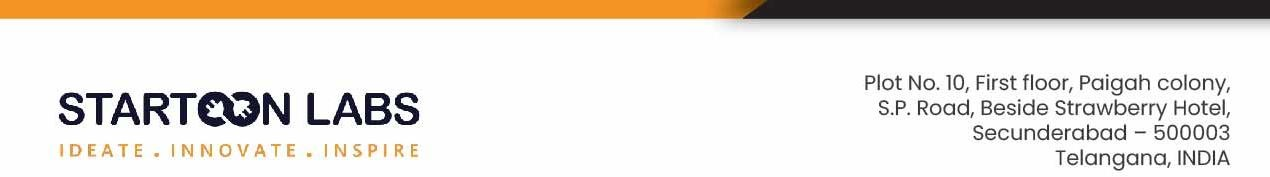 STARTOON LABS
IDEATE . INNOVATE . INSPIRE
Plot No. 10, First floor, Paigah colony,
S.P. Road, Beside Strawberry Hotel,
Secunderabad – 500003
Telangana, INDIA